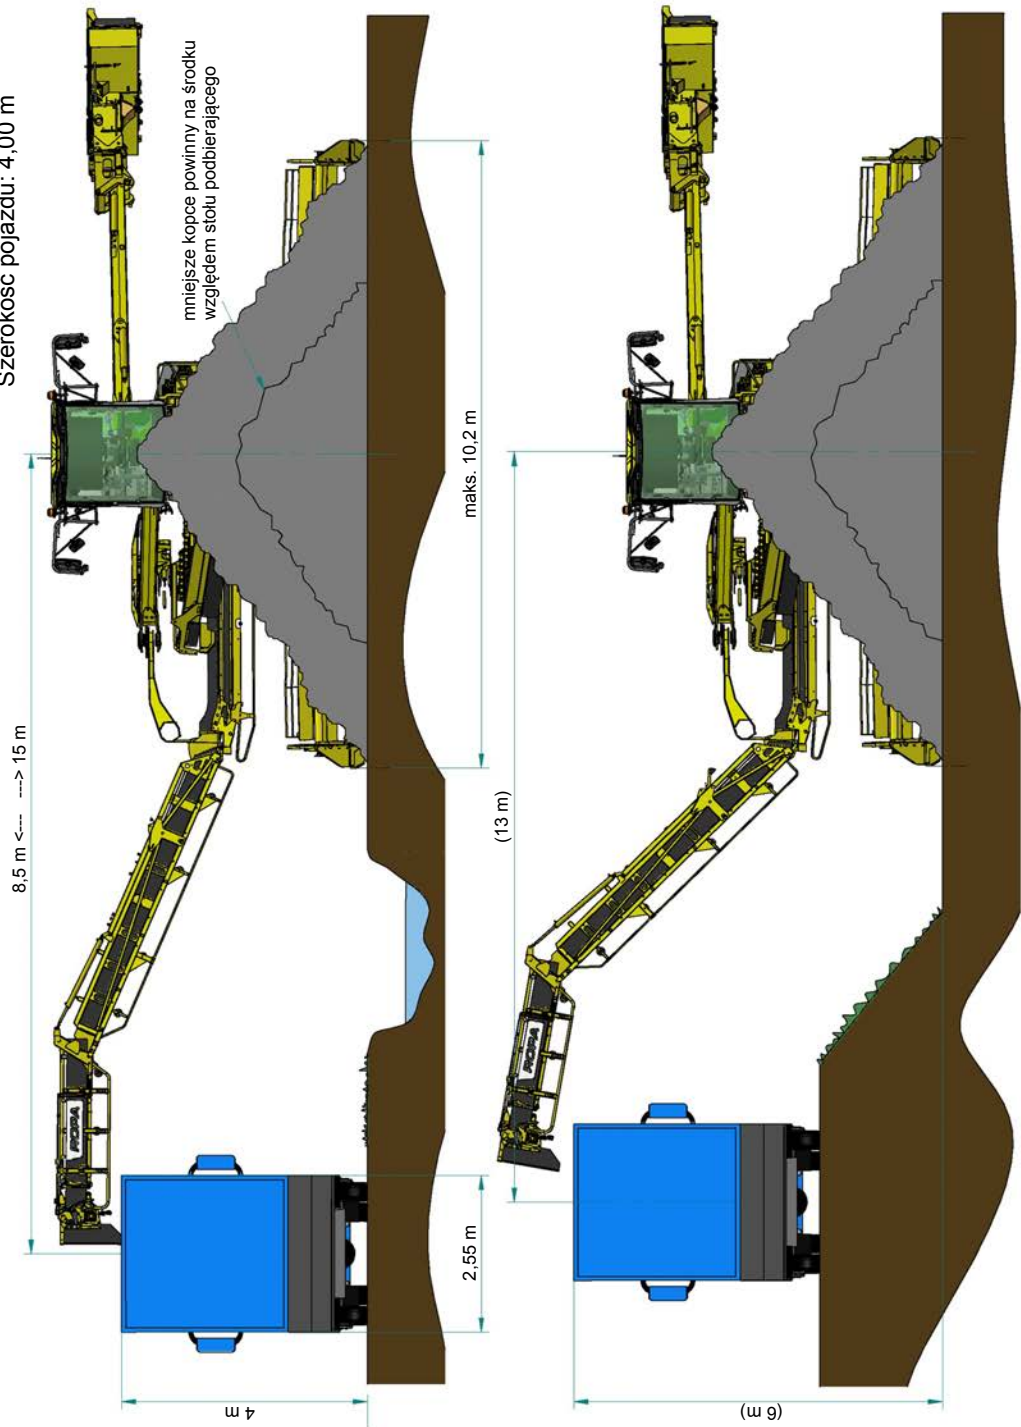 Szerokość pojazdu: 4,00 m
8,5 m <--- ---> 15 m
mniejsze kopce powinny na środku
względem stołu podbierającego
ROPA
maks. 10,2 m
2,55 m
4 m
(13 m)
ROPA
(6 m)